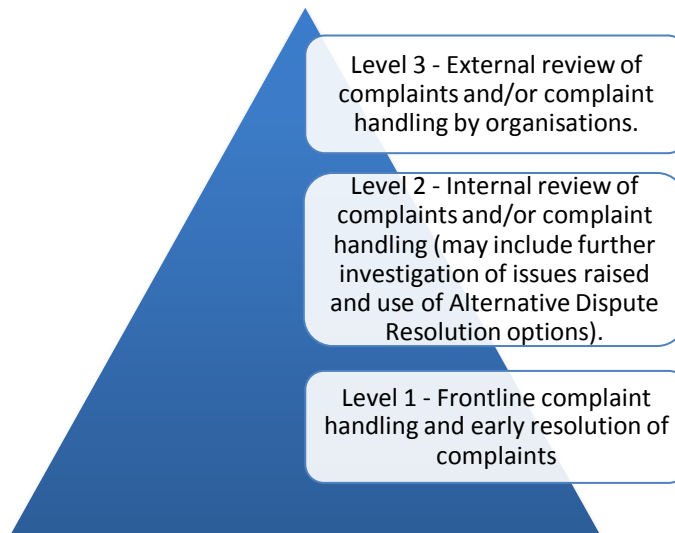 Level 3 - External review of
complaints and/or complaint
handling by organisations.
Level 2 - Internal review of
complaints and/or complaint
handling (may include further
investigation of issues raised
and use of Alternative Dispute
Resolution options).
Level 1 - Frontline complaint
handling and early resolution of
complaints